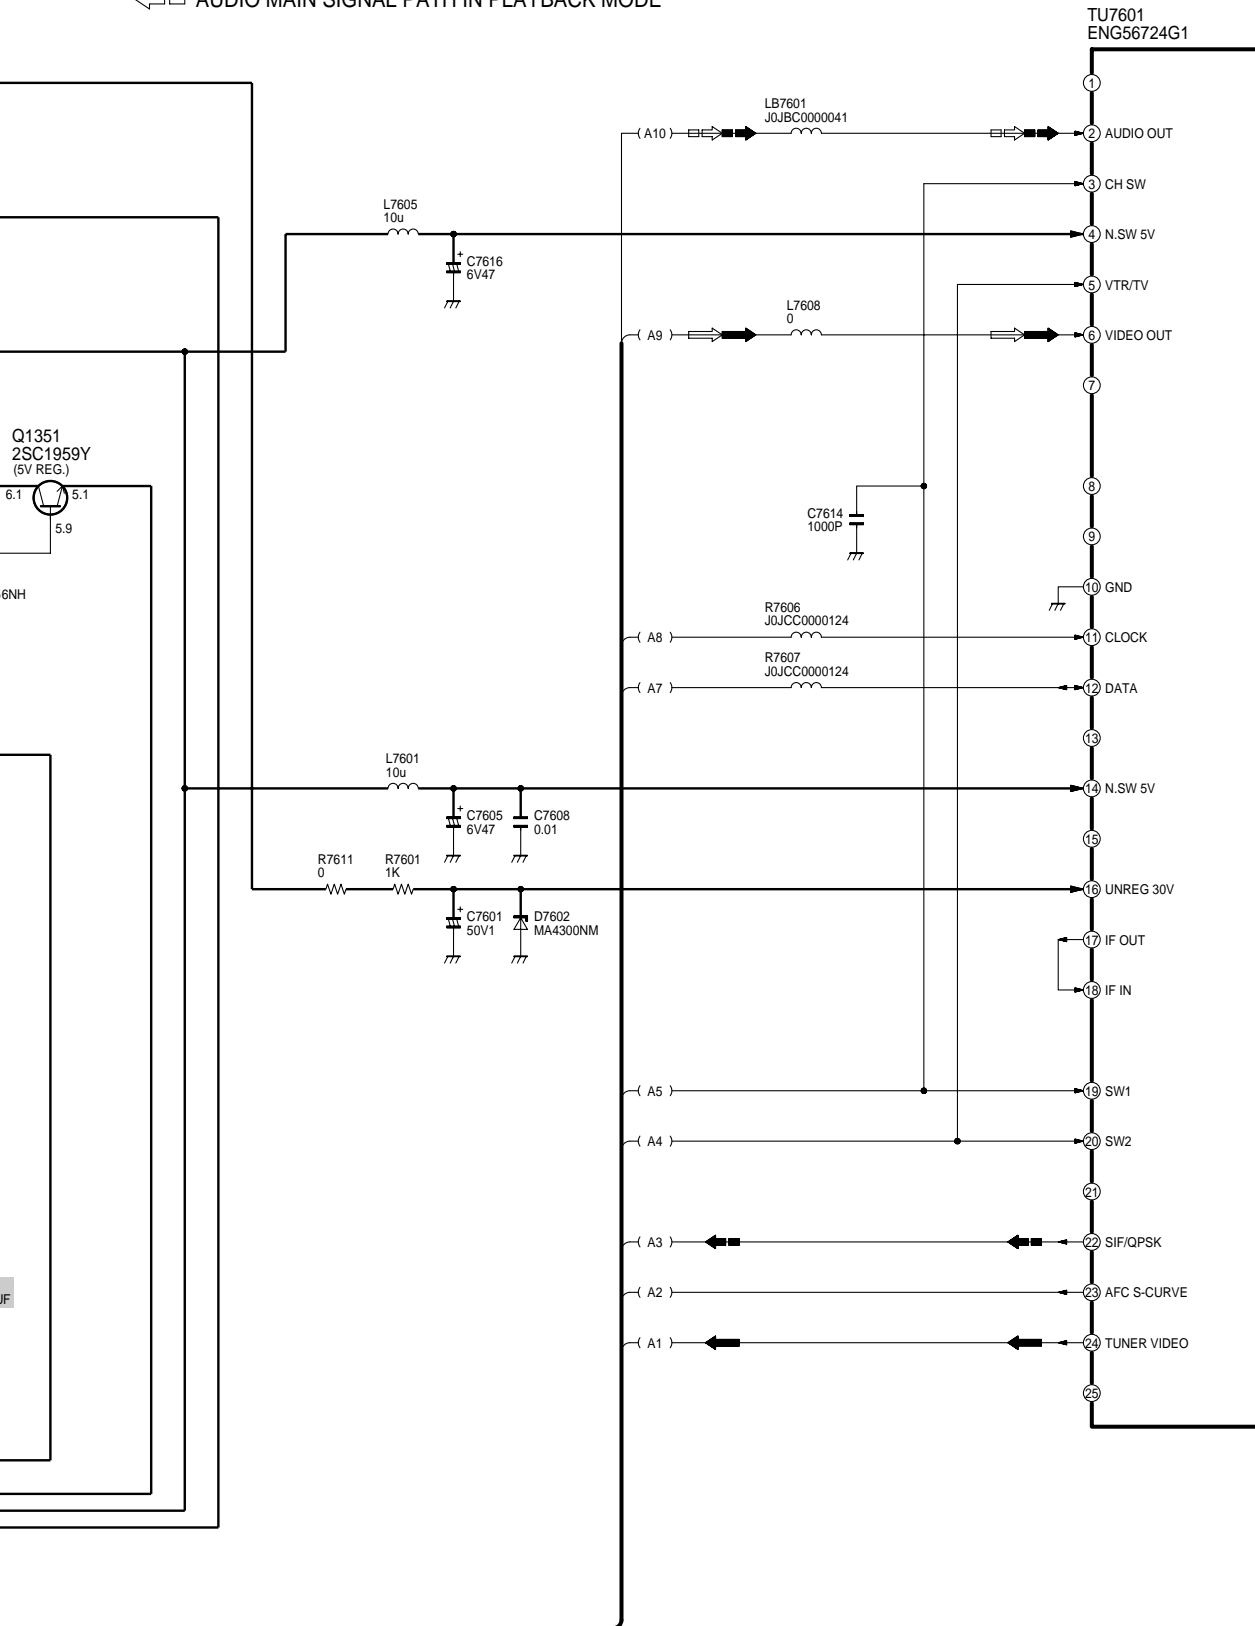 AUDIO MAIN SIGNAL PATH IN PLAYBACK MODE
TU7601
ENG56724G1
1
LB7601
J0JBC0000041
( A10 )
2 AUDIO OUT
3 CH SW
L7605
10u
4 N.SW 5V
+ C7616
6V47
5 VTR/TV
L7608
0
( A9 )
6 VIDEO OUT
7
Q1351
2SC1959Y
(5V REG.)
6.1
5.1
5.9
8
C7614
1000P
9
6NH
10 GND
R7606
J0JCC0000124
( A8 )
11 CLOCK
R7607
J0JCC0000124
( A7 )
12 DATA
13
L7601
10u
14 N.SW 5V
+ C7605
6V47
C7608
0.01
15
R7611
0
R7601
1K
16 UNREG 30V
+ C7601
50V1
D7602
MA4300NM
17 IF OUT
18 IF IN
( A5 )
19 SW1
( A4 )
20 SW2
21
( A3 )
22 SIF/QPSK
( A2 )
23 AFC S-CURVE
UF
( A1 )
24 TUNER VIDEO
25